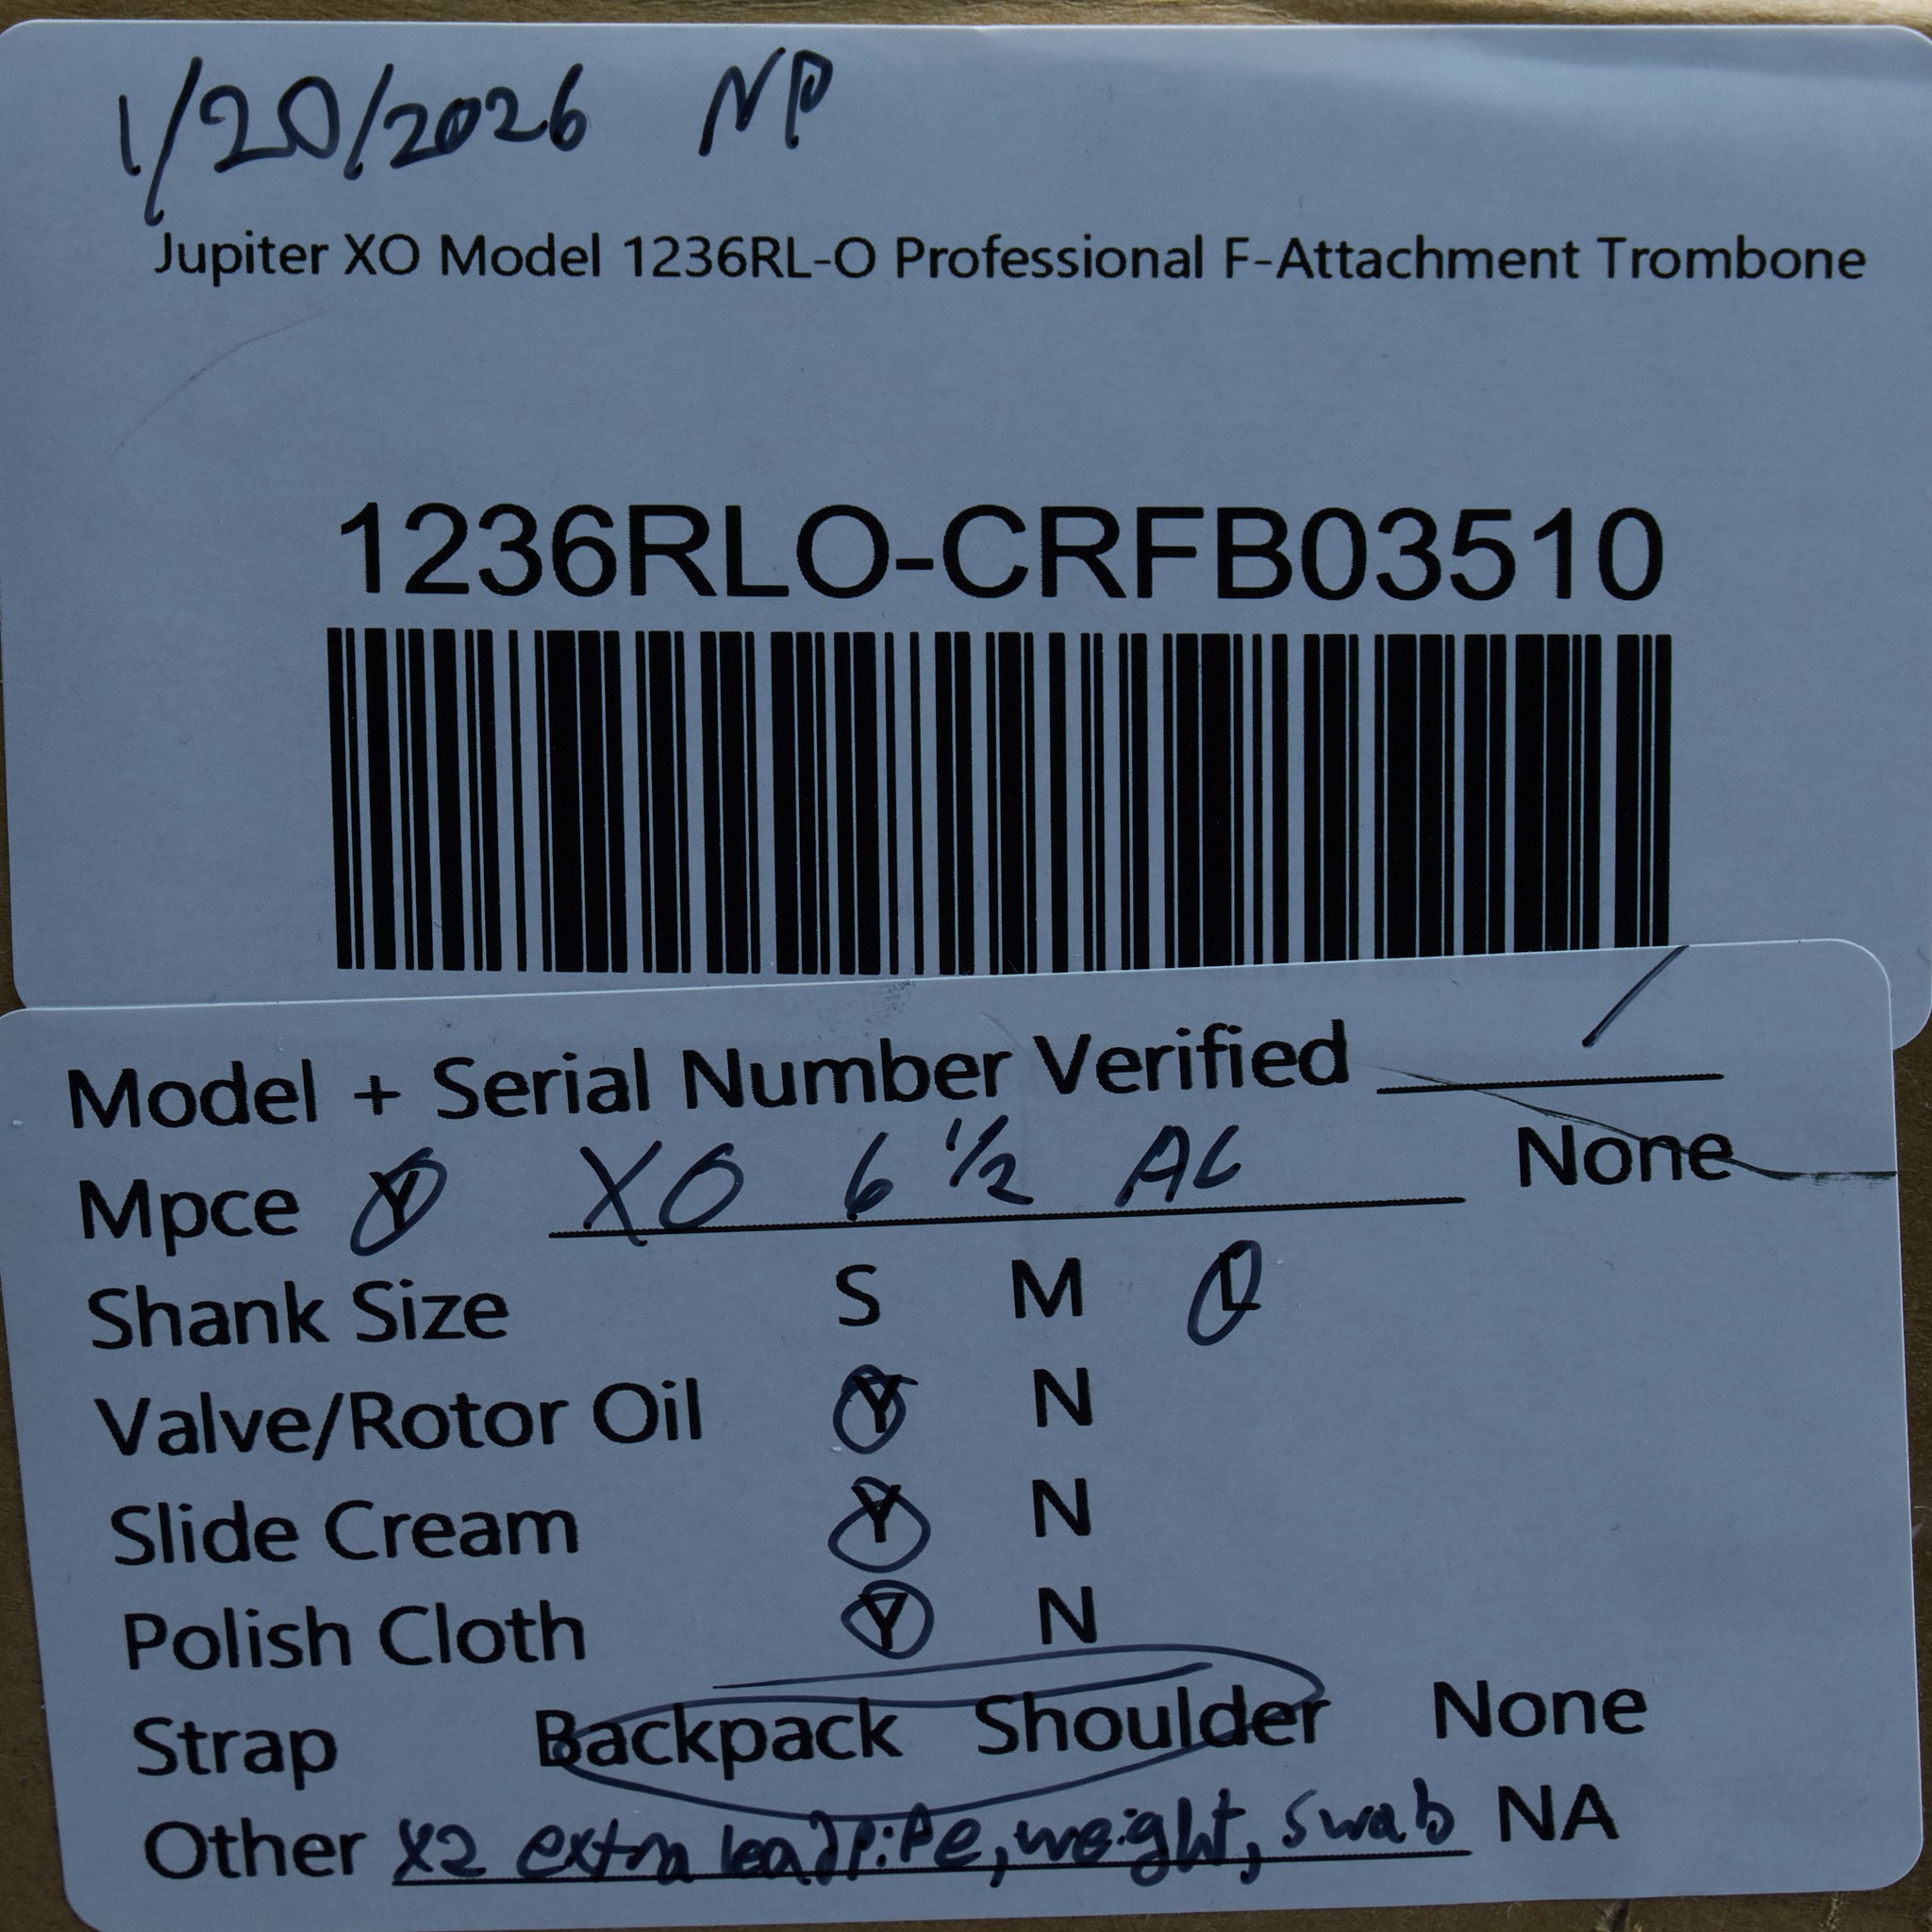 1/20/2026 NP
Jupiter XO Model 1236RL-O Professional F-Attachment Trombone
1236RLO-CRFB03510
Model + Serial Number Verified /
Mpce Y XO 6 1/2 AL None
Shank Size S M L
Valve/Rotor Oil Y N
Slide Cream Y N
Polish Cloth Y N
Strap Backpack Shoulder None
Other x2 extra leadpipe, weight, swab NA